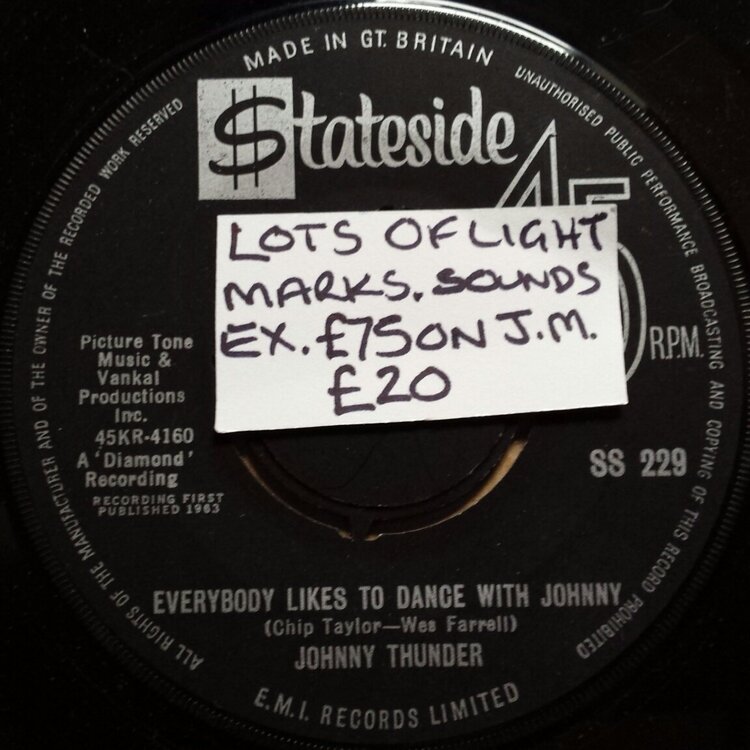 MADE IN GT. BRITAIN
UNAUTHORISED PUBLIC PERFORMANCE BROADCASTING AND COPYING OF THIS RECORD PROHIBITED
ALL RIGHTS OF THE MANUFACTURER AND OF THE OWNER OF THE RECORDED WORK RESERVED
$tateside
45
R.P.M.
LOTS OF LIGHT
MARKS. SOUNDS
EX. £75 ON J.M.
£20
Picture Tone
Music &
Vankal
Productions
Inc.
45KR-4160
A 'Diamond'
Recording
RECORDING FIRST
PUBLISHED 1963
SS 229
EVERYBODY LIKES TO DANCE WITH JOHNNY
(Chip Taylor—Wes Farrell)
JOHNNY THUNDER
E.M.I. RECORDS LIMITED